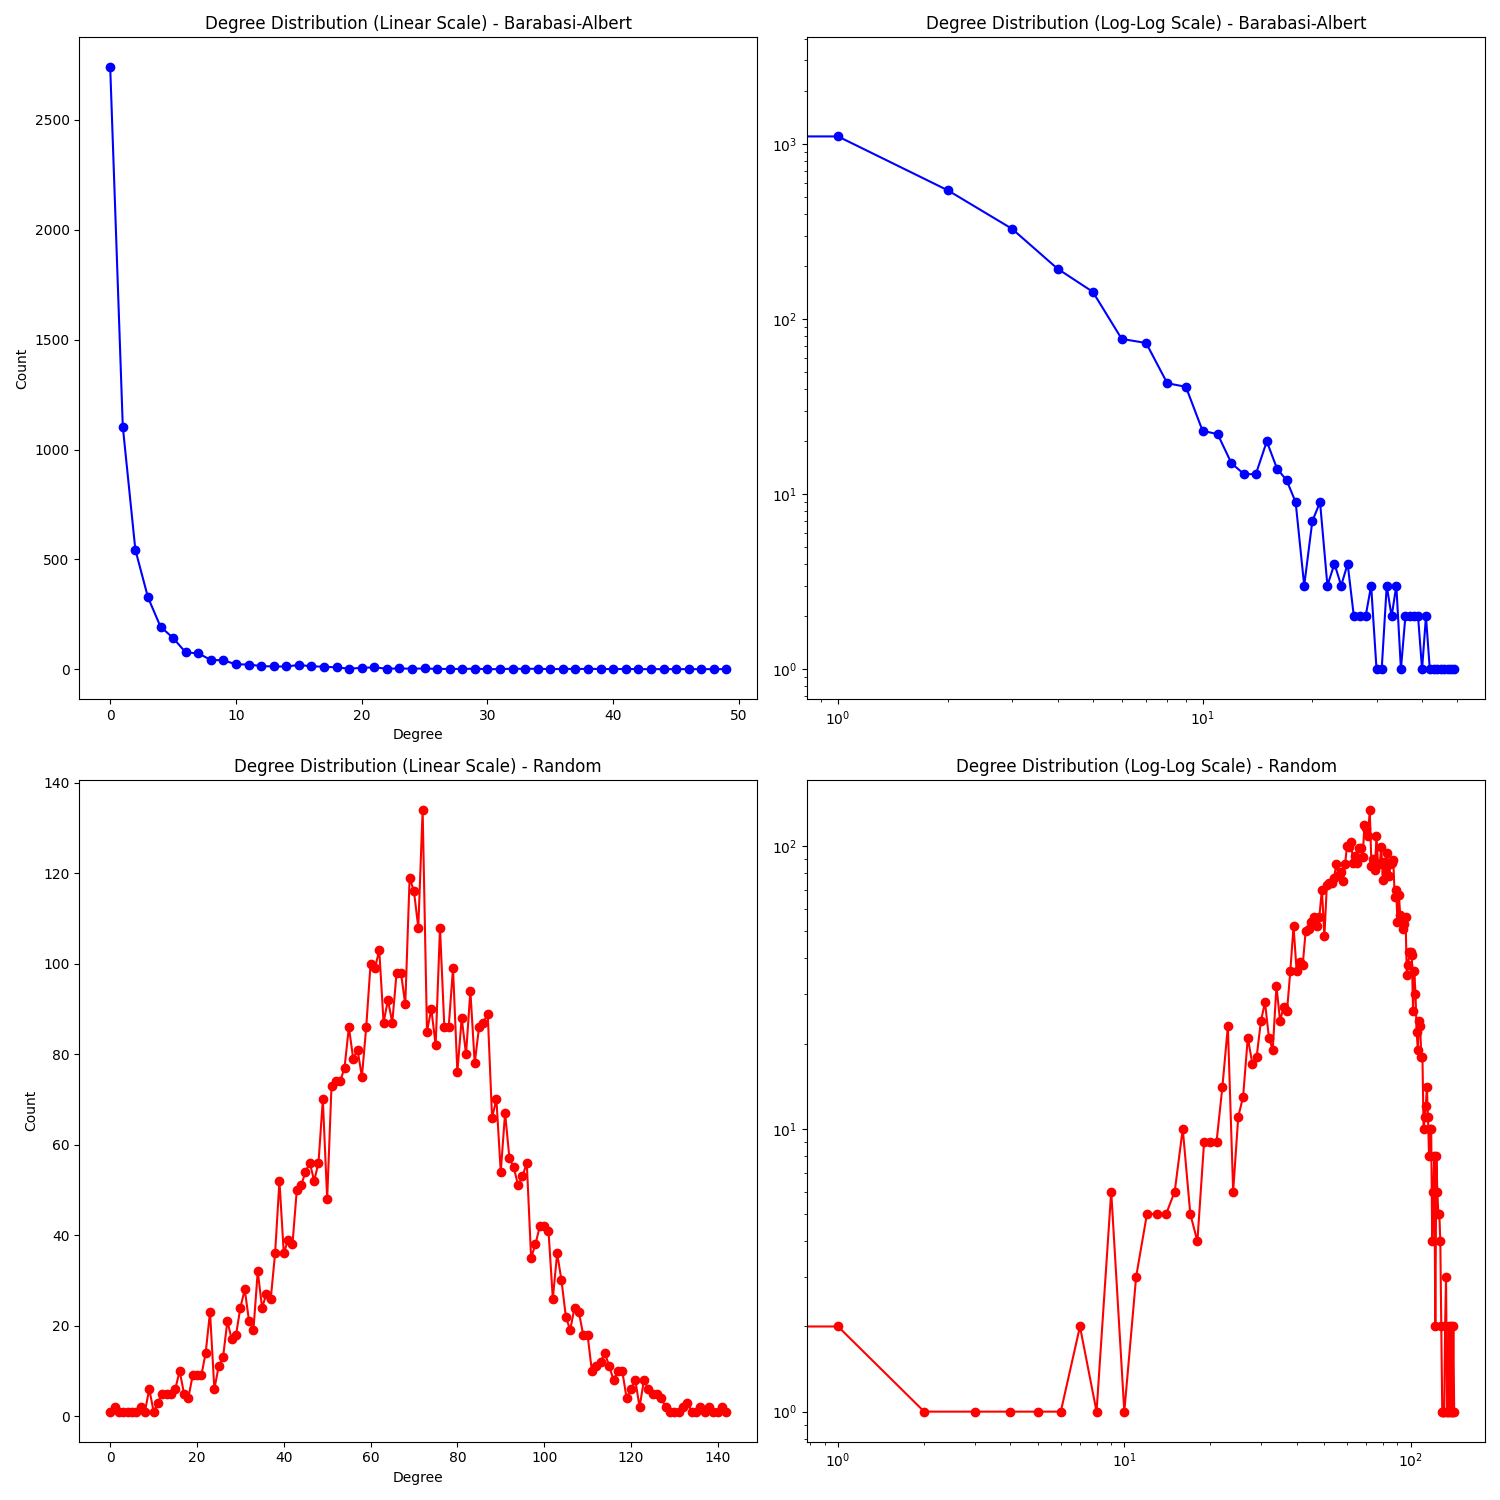 Degree Distribution (Linear Scale) - Barabasi-Albert
Count
2500
2000
1500
1000
500
0
0 10 20 30 40 50
Degree
Degree Distribution (Log-Log Scale) - Barabasi-Albert
10³
10²
10¹
10⁰
10⁰ 10¹
Degree Distribution (Linear Scale) - Random
Count
140
120
100
80
60
40
20
0
0 20 40 60 80 100 120 140
Degree
Degree Distribution (Log-Log Scale) - Random
10²
10¹
10⁰
10⁰ 10¹ 10²